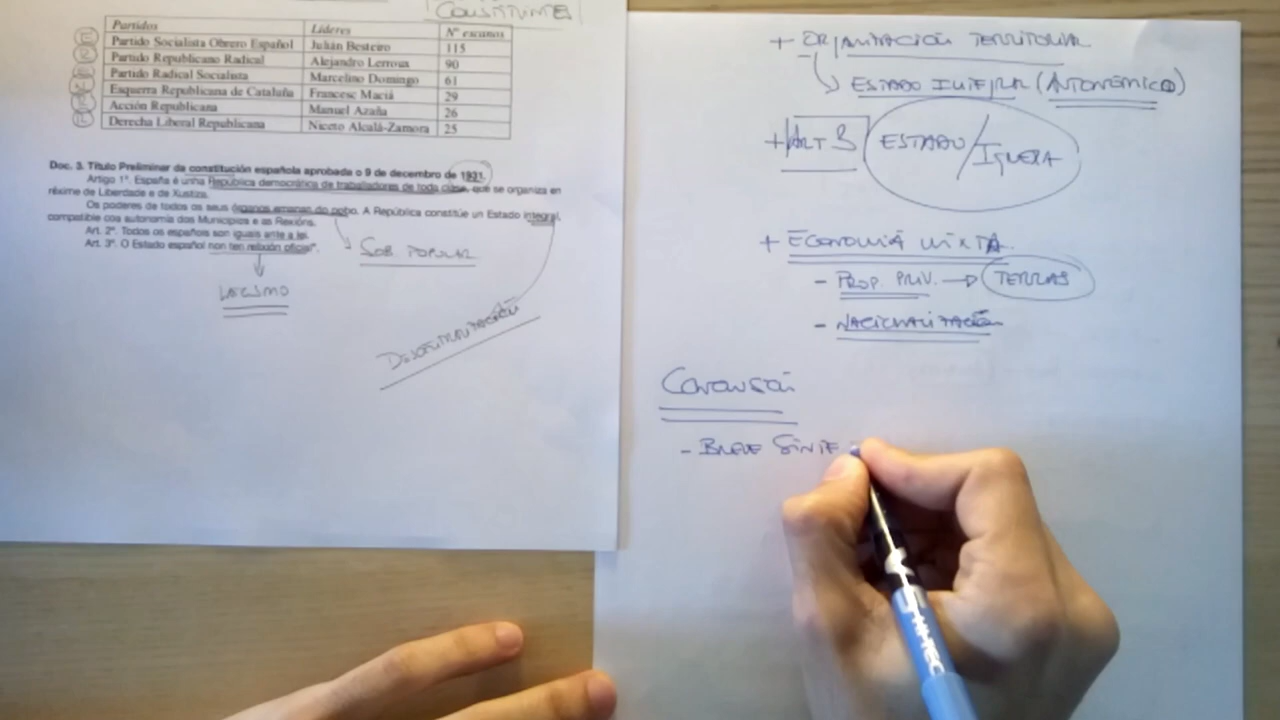 CONSTITUINTES
Partidos Líderes Nº escanos
Partido Socialista Obrero Español Julián Besteiro 115
Partido Republicano Radical Alejandro Lerroux 90
Partido Radical Socialista Marcelino Domingo 61
Esquerra Republicana de Cataluña Francesc Maciá 29
Acción Republicana Manuel Azaña 26
Derecha Liberal Republicana Niceto Alcalá-Zamora 25
Doc. 3. Título Preliminar da constitución española aprobada o 9 de decembro de 1931.
Artigo 1º. España é unha República democrática de traballadores de toda clase, que se organiza en
réxime de Liberdade e de Xustiza.
Os poderes de todos os seus órganos emanan do pobo. A República constitúe un Estado integral,
compatible coa autonomía dos Municipios e as Rexións.
Art. 2º. Todos os españois son iguais ante a lei.
Art. 3º. O Estado español non ten relixión oficial".
SOB POPULAR
LAICISMO
DESCENTRALIZACIÓN
+ ORGANIZACIÓN TERRITORIAL
ESTADO INTEGRAL (AUTONÓMICO)
+ ART 3 ESTADO/IGREXA
+ ECONOMÍA MIXTA
- PROP. PRIV. → TERRAS
- NACIONALIZACIÓN
CONCLUSIÓN
- BREVE SÍNTE
HI-TEC